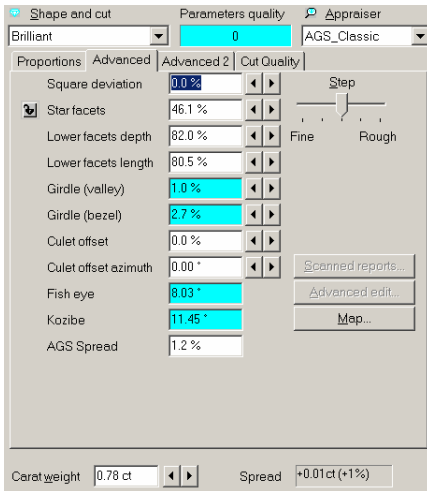 Shape and cut Parameters quality Appraiser
Brilliant 0 AGS_Classic
Proportions Advanced Advanced 2 Cut Quality
Square deviation 0.0 % Step
Star facets 46.1 %
Lower facets depth 82.0 % Fine Rough
Lower facets length 80.5 %
Girdle (valley) 1.0 %
Girdle (bezel) 2.7 %
Culet offset 0.0 %
Culet offset azimuth 0.00 ° Scanned reports...
Fish eye 8.03 ° Advanced edit...
Kozibe 11.45 ° Map...
AGS Spread 1.2 %
Carat weight 0.78 ct Spread +0.01ct (+1%)